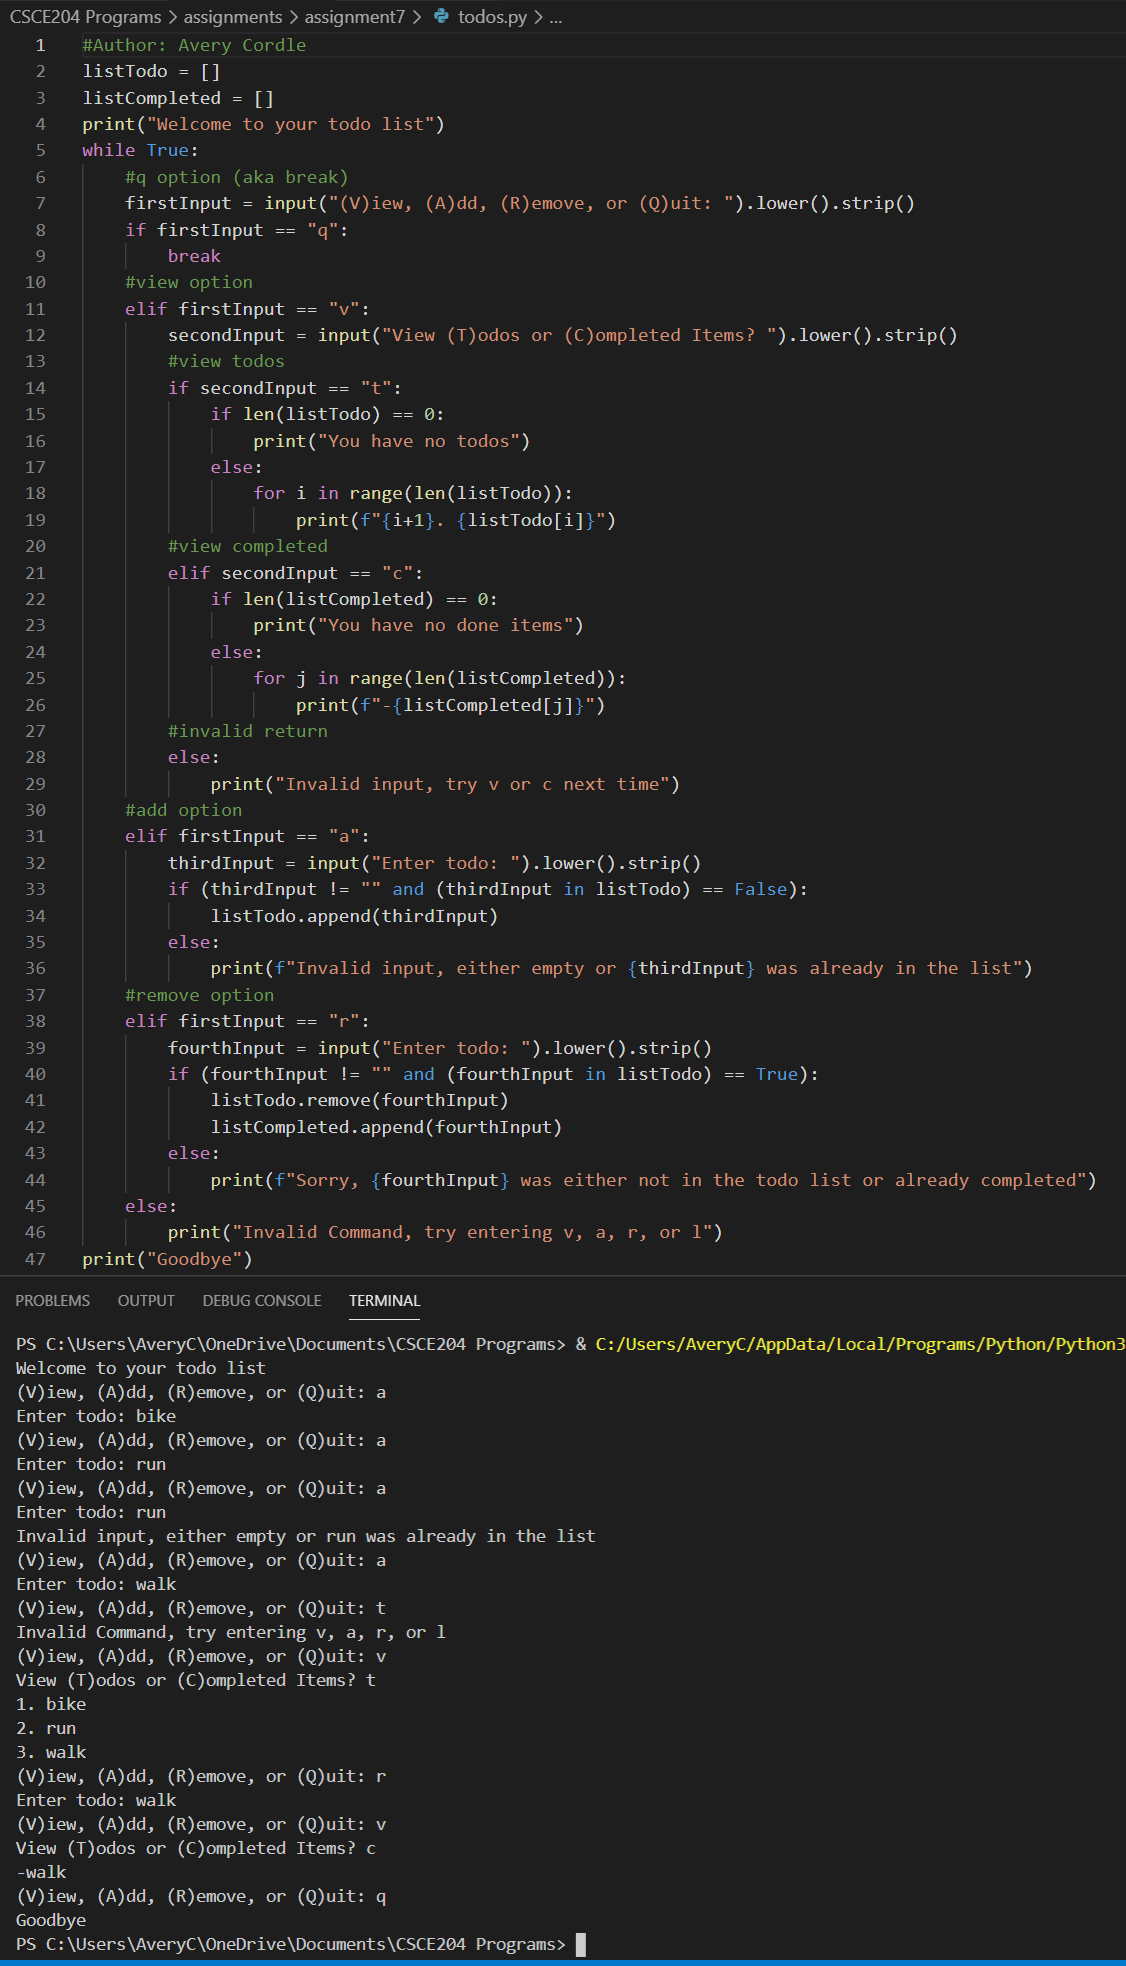 CSCE204 Programs > assignments > assignment7 > todos.py > ...
1 #Author: Avery Cordle
2 listTodo = []
3 listCompleted = []
4 print("Welcome to your todo list")
5 while True:
6     #q option (aka break)
7     firstInput = input("(V)iew, (A)dd, (R)emove, or (Q)uit: ").lower().strip()
8     if firstInput == "q":
9         break
10     #view option
11     elif firstInput == "v":
12         secondInput = input("View (T)odos or (C)ompleted Items? ").lower().strip()
13         #view todos
14         if secondInput == "t":
15             if len(listTodo) == 0:
16                 print("You have no todos")
17             else:
18                 for i in range(len(listTodo)):
19                     print(f"{i+1}. {listTodo[i]}")
20         #view completed
21         elif secondInput == "c":
22             if len(listCompleted) == 0:
23                 print("You have no done items")
24             else:
25                 for j in range(len(listCompleted)):
26                     print(f"-{listCompleted[j]}")
27         #invalid return
28         else:
29             print("Invalid input, try v or c next time")
30     #add option
31     elif firstInput == "a":
32         thirdInput = input("Enter todo: ").lower().strip()
33         if (thirdInput != "" and (thirdInput in listTodo) == False):
34             listTodo.append(thirdInput)
35         else:
36             print(f"Invalid input, either empty or {thirdInput} was already in the list")
37     #remove option
38     elif firstInput == "r":
39         fourthInput = input("Enter todo: ").lower().strip()
40         if (fourthInput != "" and (fourthInput in listTodo) == True):
41             listTodo.remove(fourthInput)
42             listCompleted.append(fourthInput)
43         else:
44             print(f"Sorry, {fourthInput} was either not in the todo list or already completed")
45     else:
46         print("Invalid Command, try entering v, a, r, or l")
47 print("Goodbye")
PROBLEMS OUTPUT DEBUG CONSOLE TERMINAL
PS C:\Users\AveryC\OneDrive\Documents\CSCE204 Programs> & C:/Users/AveryC/AppData/Local/Programs/Python/Python3
Welcome to your todo list
(V)iew, (A)dd, (R)emove, or (Q)uit: a
Enter todo: bike
(V)iew, (A)dd, (R)emove, or (Q)uit: a
Enter todo: run
(V)iew, (A)dd, (R)emove, or (Q)uit: a
Enter todo: run
Invalid input, either empty or run was already in the list
(V)iew, (A)dd, (R)emove, or (Q)uit: a
Enter todo: walk
(V)iew, (A)dd, (R)emove, or (Q)uit: t
Invalid Command, try entering v, a, r, or l
(V)iew, (A)dd, (R)emove, or (Q)uit: v
View (T)odos or (C)ompleted Items? t
1. bike
2. run
3. walk
(V)iew, (A)dd, (R)emove, or (Q)uit: r
Enter todo: walk
(V)iew, (A)dd, (R)emove, or (Q)uit: v
View (T)odos or (C)ompleted Items? c
-walk
(V)iew, (A)dd, (R)emove, or (Q)uit: q
Goodbye
PS C:\Users\AveryC\OneDrive\Documents\CSCE204 Programs>